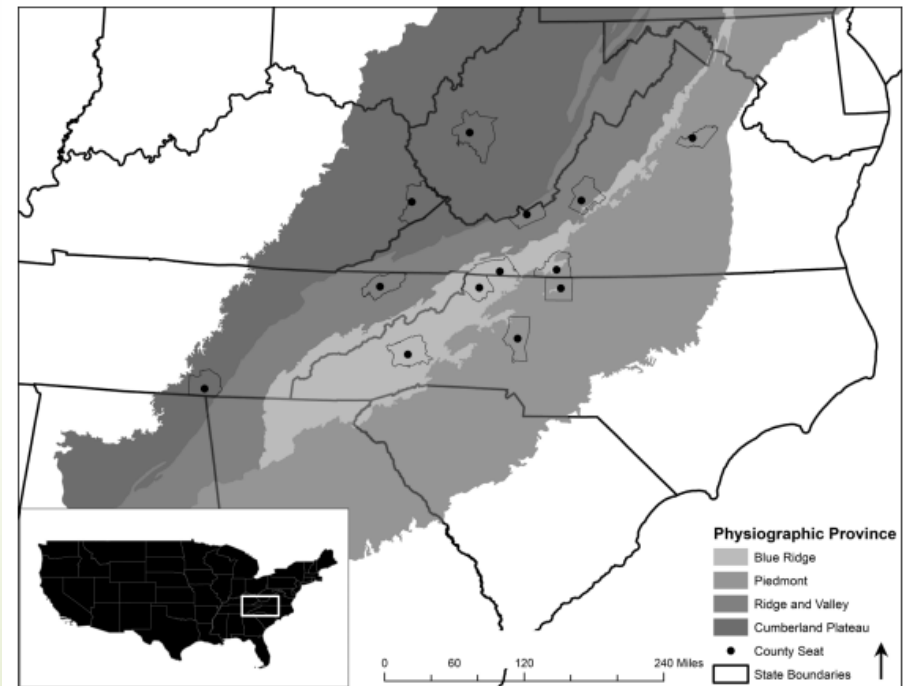 Physiographic Province
Blue Ridge
Piedmont
Ridge and Valley
Cumberland Plateau
County Seat
State Boundaries
0 60 120 240 Miles